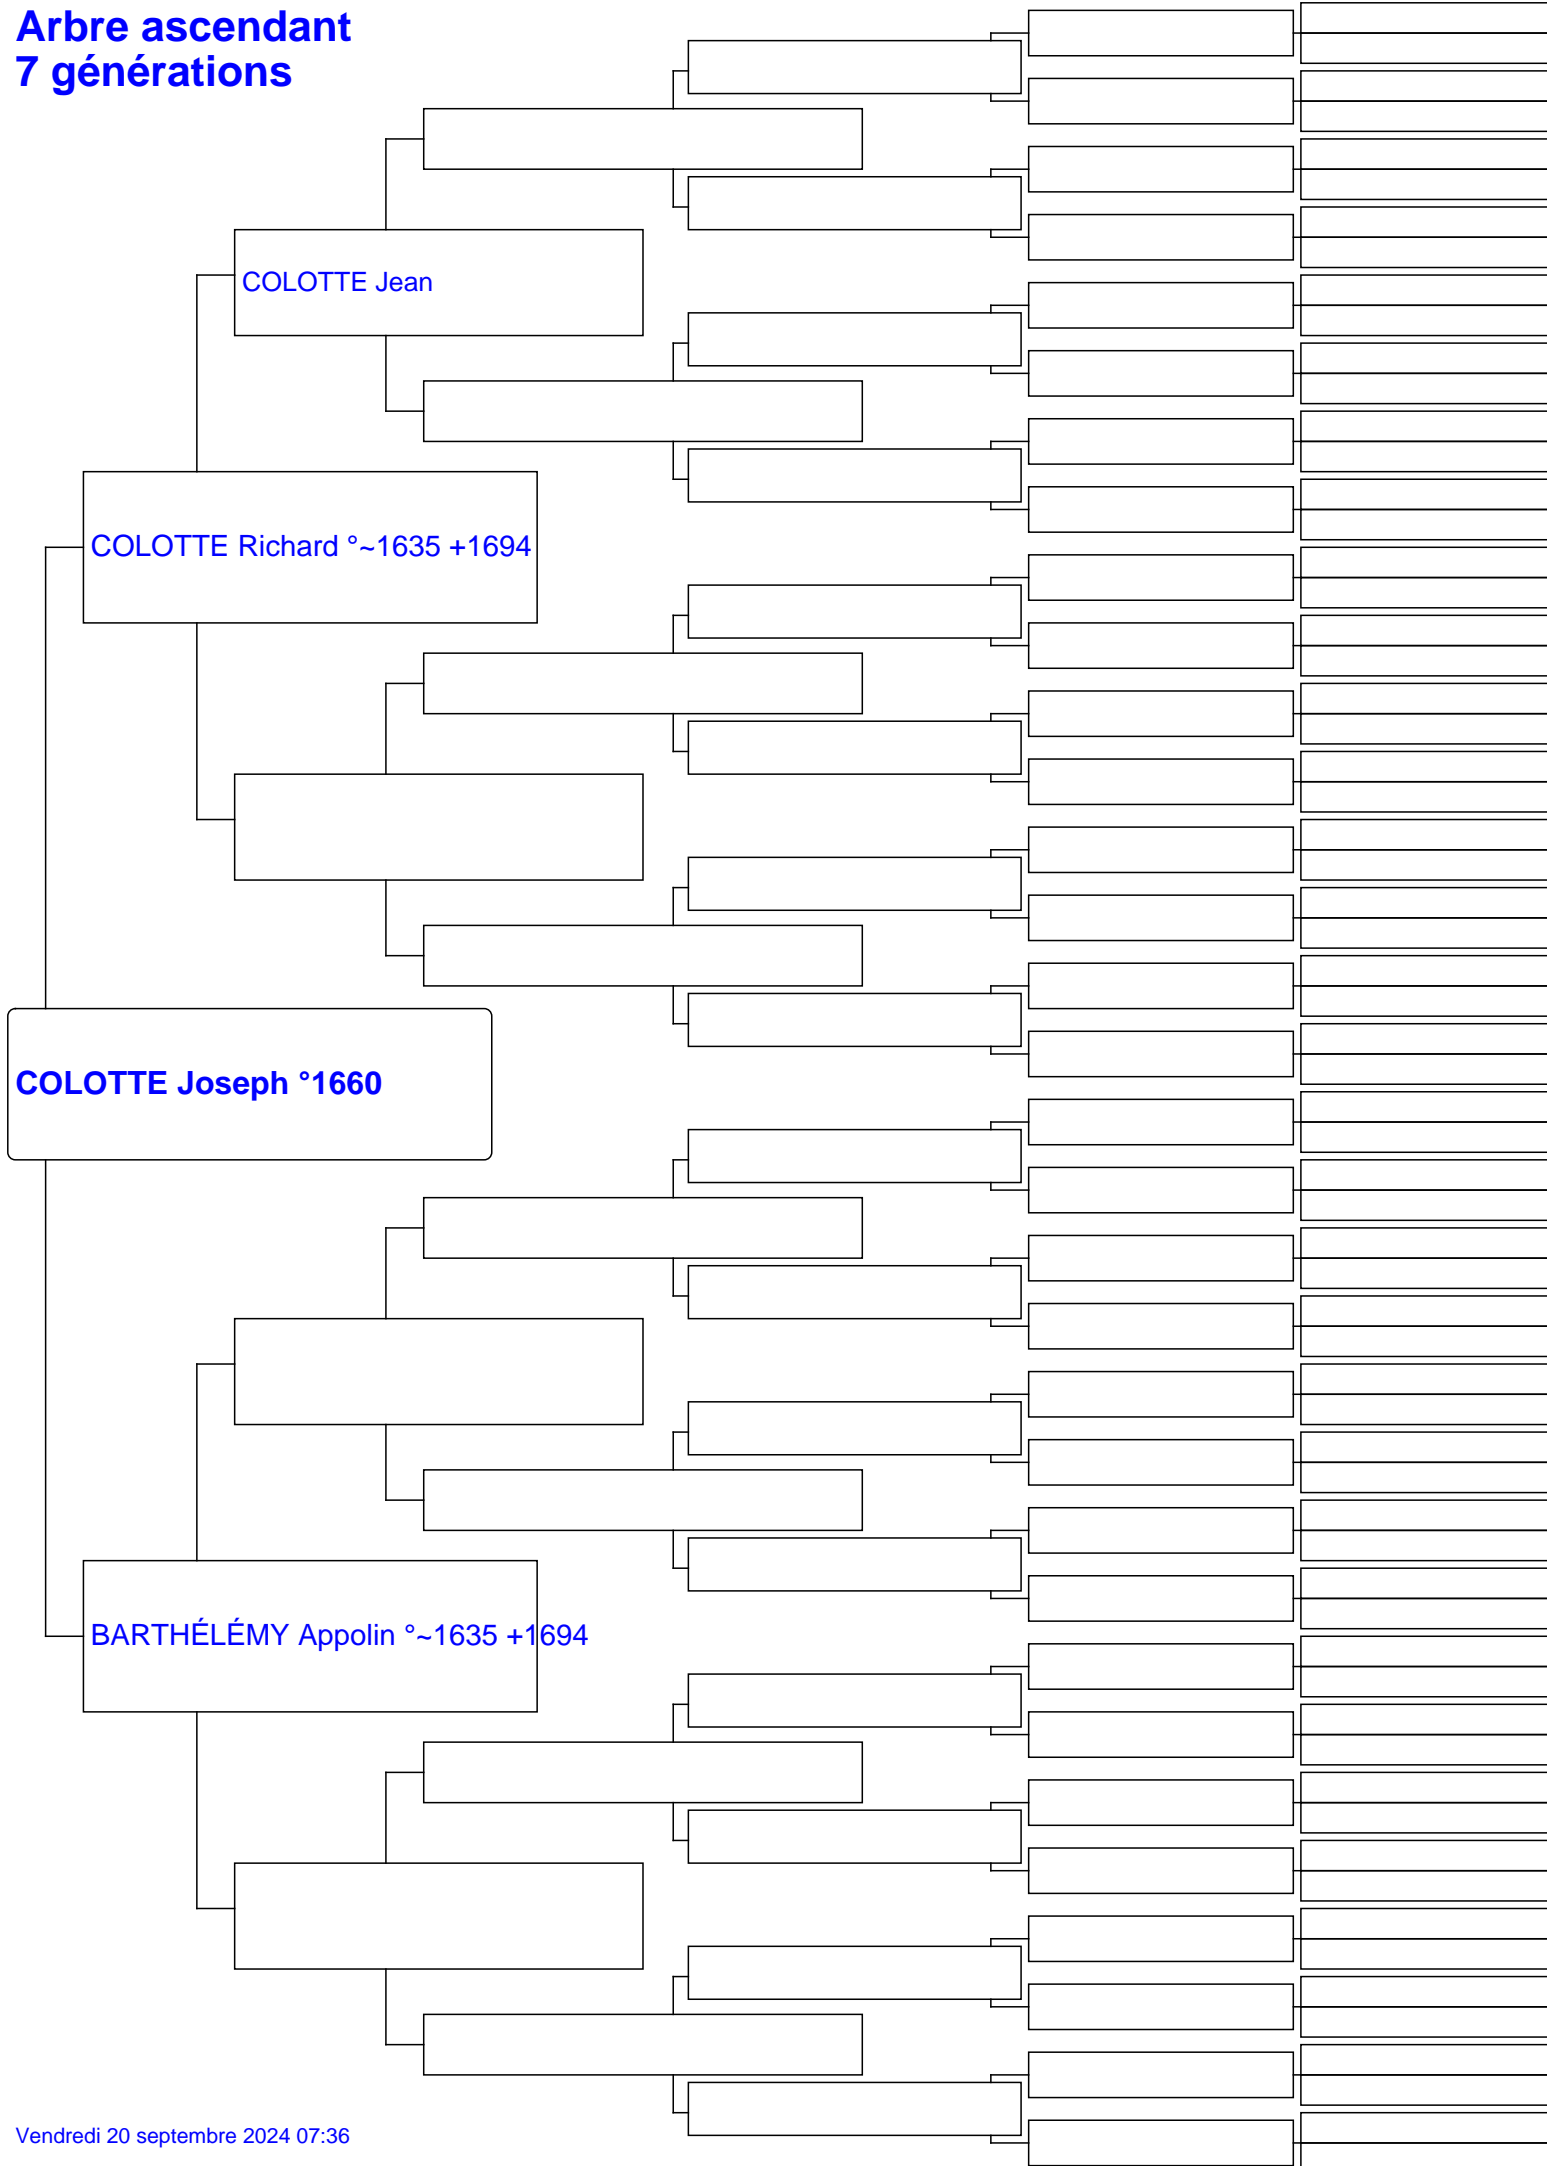 Arbre ascendant
7 générations
COLOTTE Jean
COLOTTE Richard °~1635 +1694
COLOTTE Joseph °1660
BARTHÉLÉMY Appolin °~1635 +1694
Vendredi 20 septembre 2024 07:36